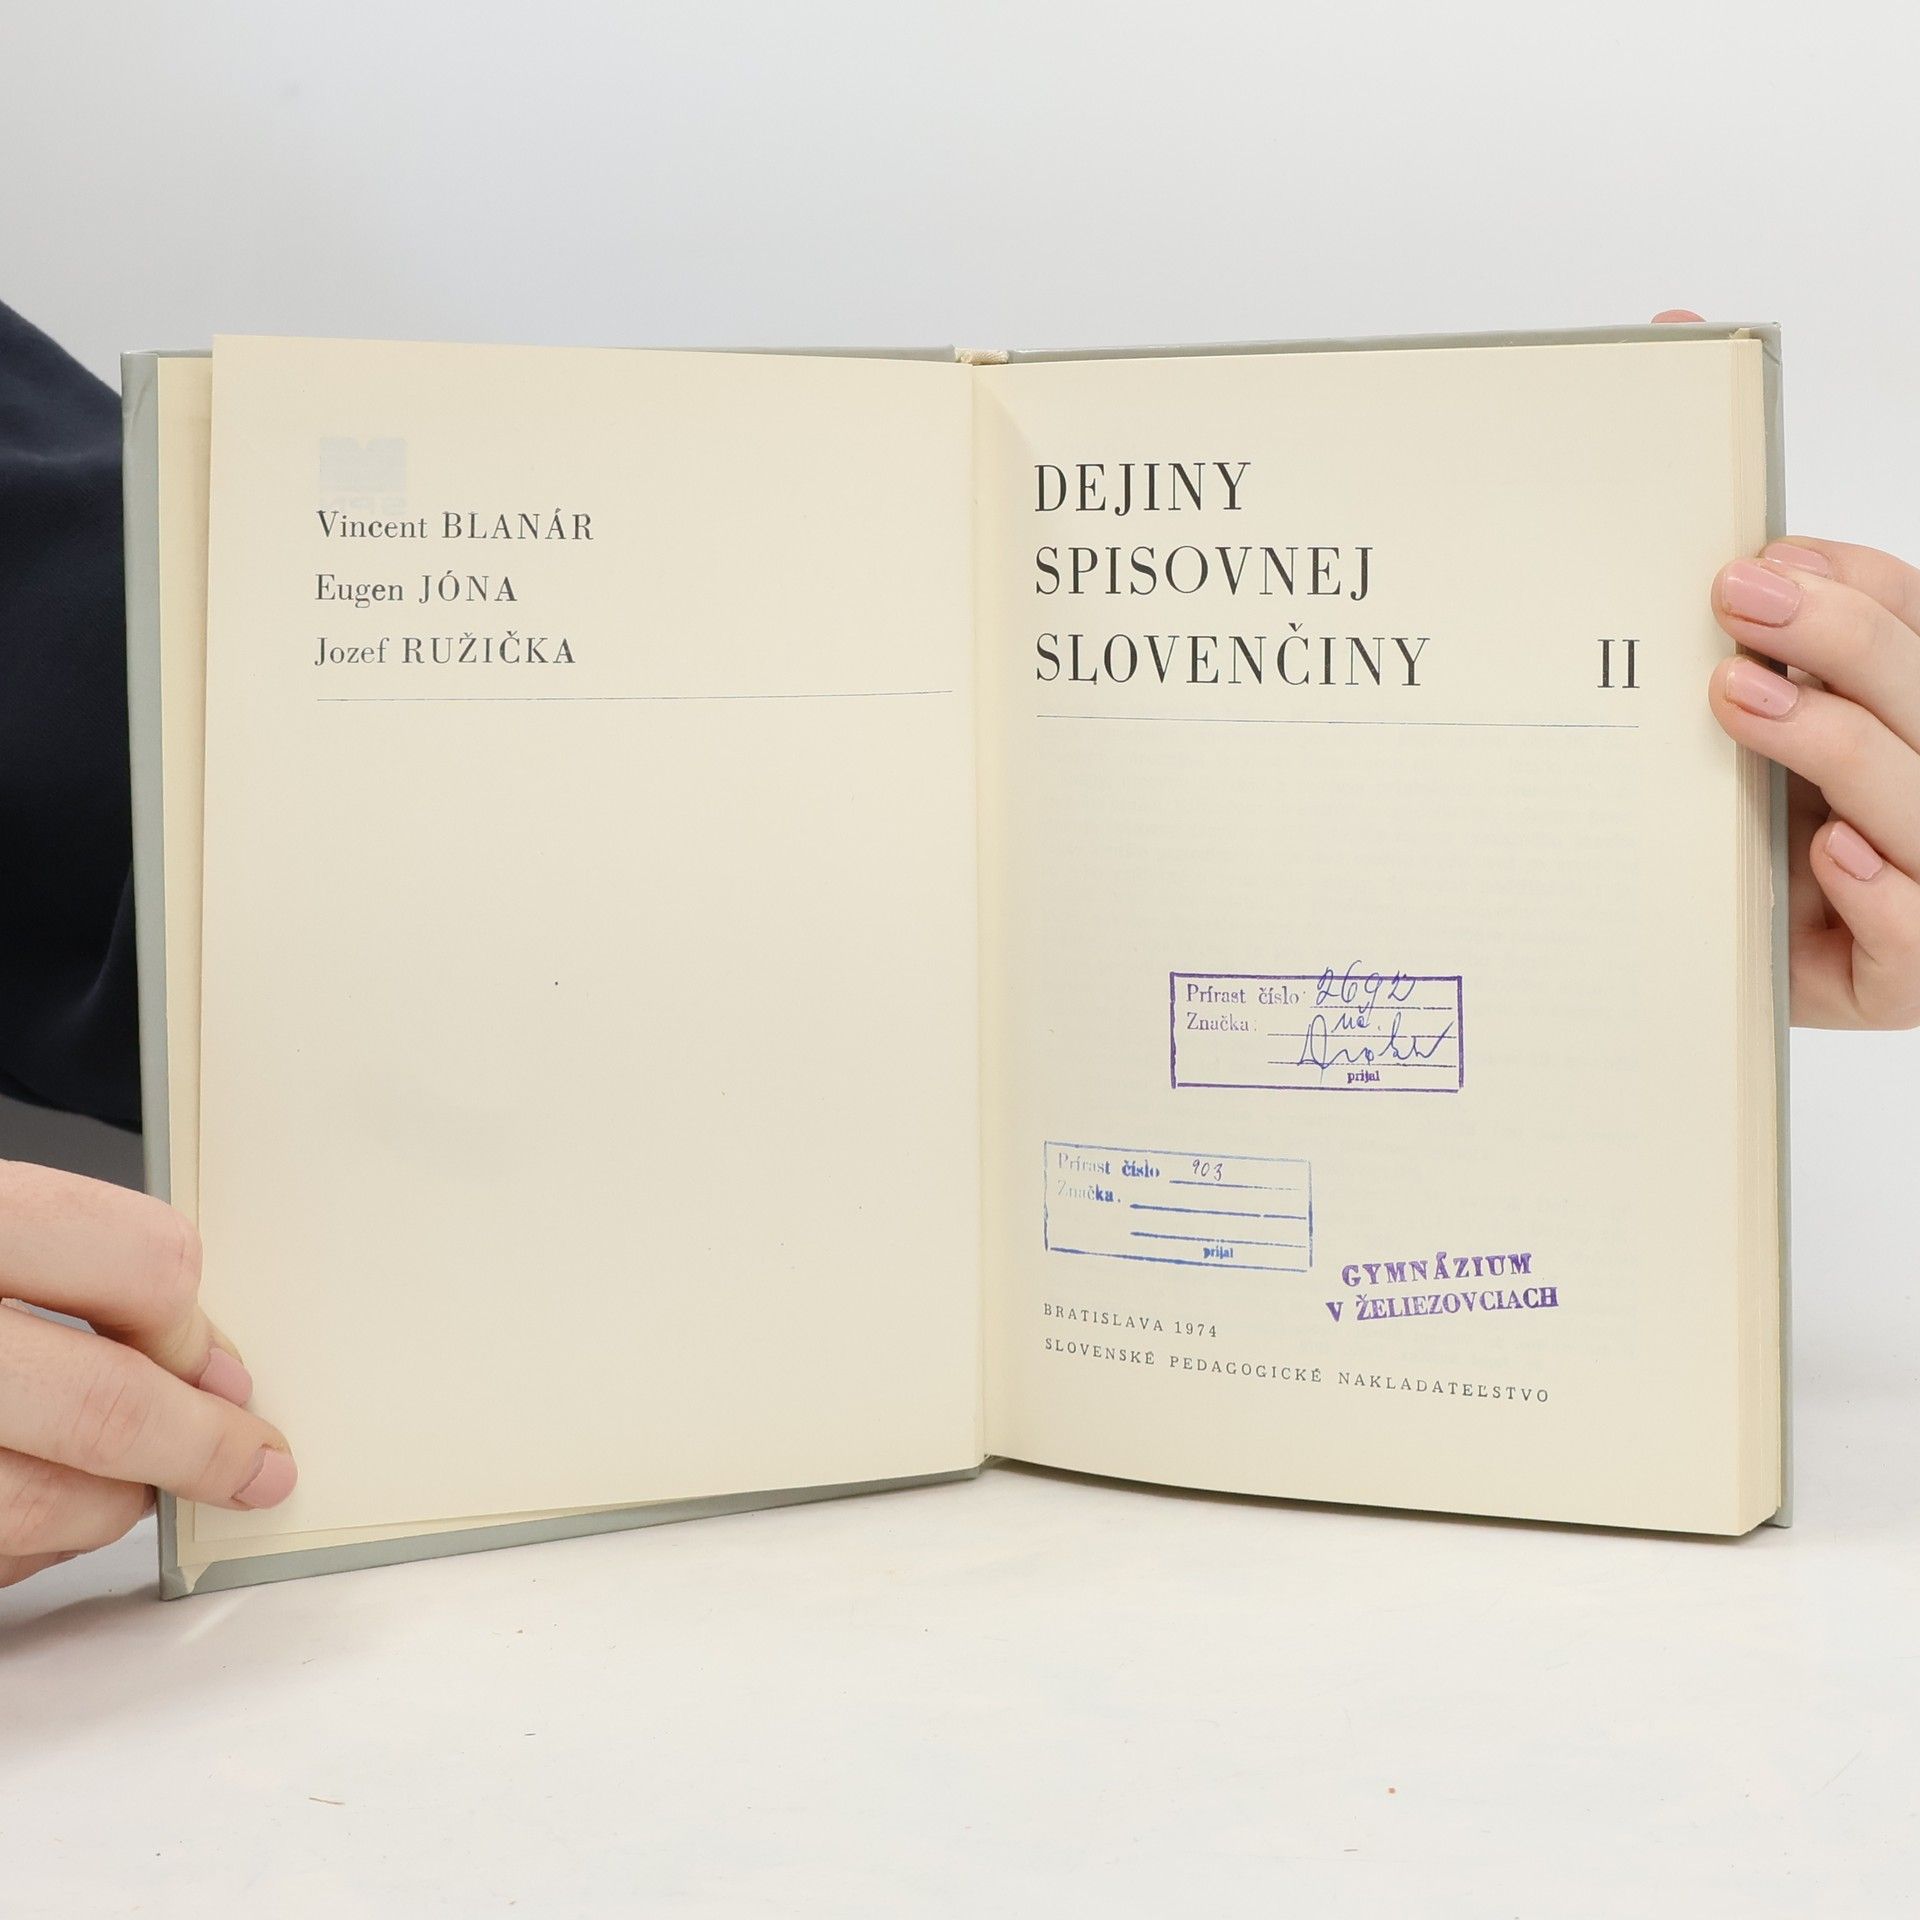 Vincent BLANÁR
Eugen JÓNA
Jozef RUŽIČKA
DEJINY
SPISOVNEJ
SLOVENČINY II
Prírast číslo: 2692
Značka: uč.
prijal
Prírast číslo 903
Značka.
prijal
GYMNÁZIUM
V ŽELIEZOVCIACH
BRATISLAVA 1974
SLOVENSKÉ PEDAGOGICKÉ NAKLADATEĽSTVO